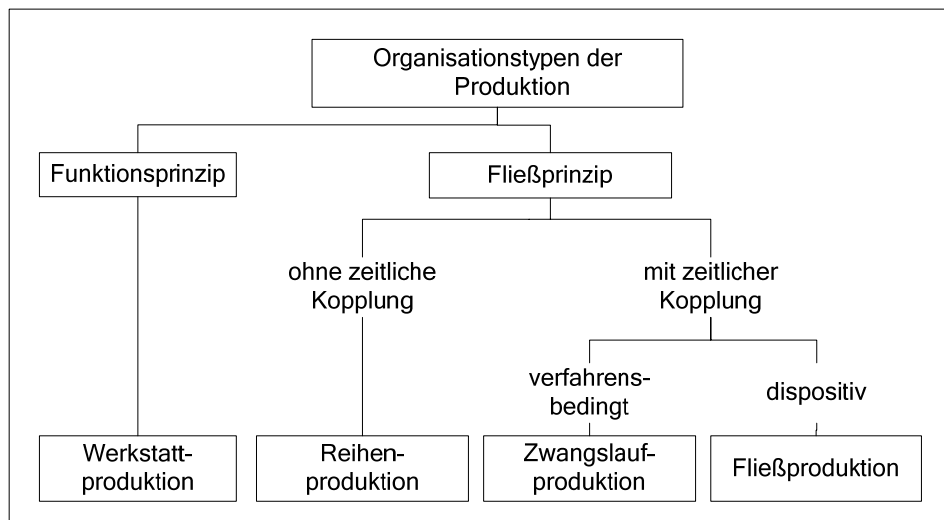 Organisationstypen der
Produktion
Funktionsprinzip
Fließprinzip
ohne zeitliche
Kopplung
mit zeitlicher
Kopplung
verfahrens-
bedingt
dispositiv
Werkstatt-
produktion
Reihen-
produktion
Zwangslauf-
produktion
Fließproduktion